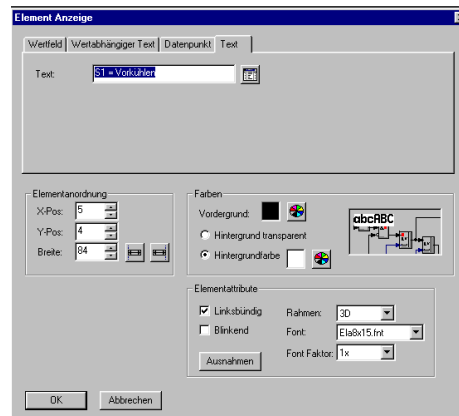 Element Anzeige
Wertfeld Wertabhängiger Text Datenpunkt Text
Text: S1 = Vorkühlen
Elementanordnung
X-Pos: 5
Y-Pos: 4
Breite: 84
Farben
Vordergrund:
Hintergrund transparent
Hintergrundfarbe
abcABC
Elementattribute
Linksbündig
Blinkend
Ausnahmen
Rahmen: 3D
Font: Ela8x15.fnt
Font Faktor: 1x
OK Abbrechen